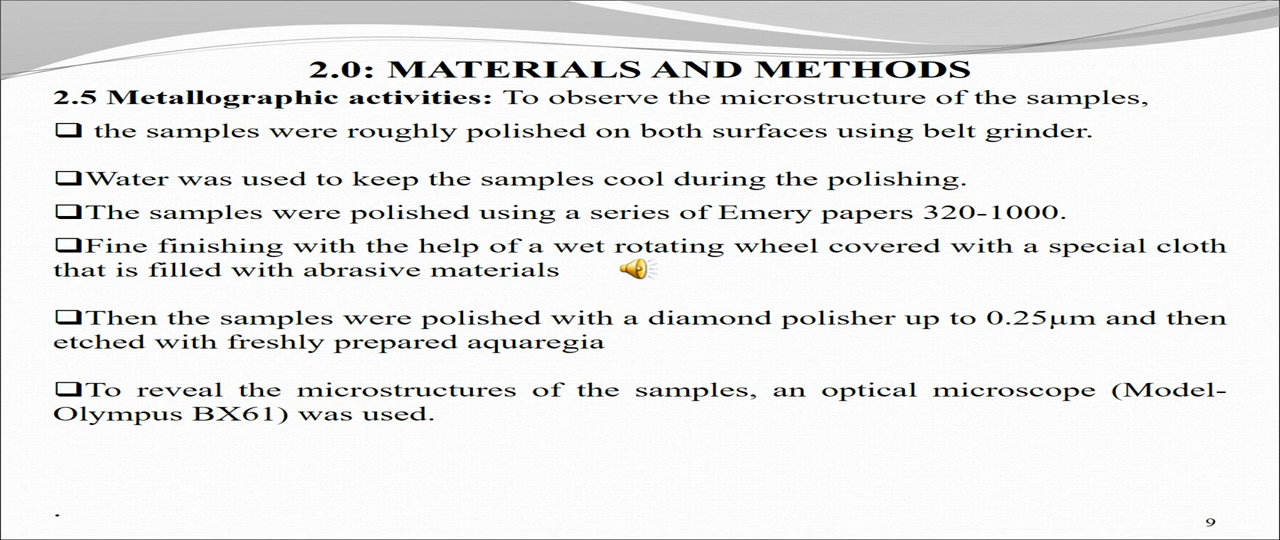 2.0: MATERIALS AND METHODS
2.5 Metallographic activities: To observe the microstructure of the samples,
❑ the samples were roughly polished on both surfaces using belt grinder.
❑Water was used to keep the samples cool during the polishing.
❑The samples were polished using a series of Emery papers 320-1000.
❑Fine finishing with the help of a wet rotating wheel covered with a special cloth
that is filled with abrasive materials
❑Then the samples were polished with a diamond polisher up to 0.25µm and then
etched with freshly prepared aquaregia
❑To reveal the microstructures of the samples, an optical microscope (Model-
Olympus BX61) was used.
.
9